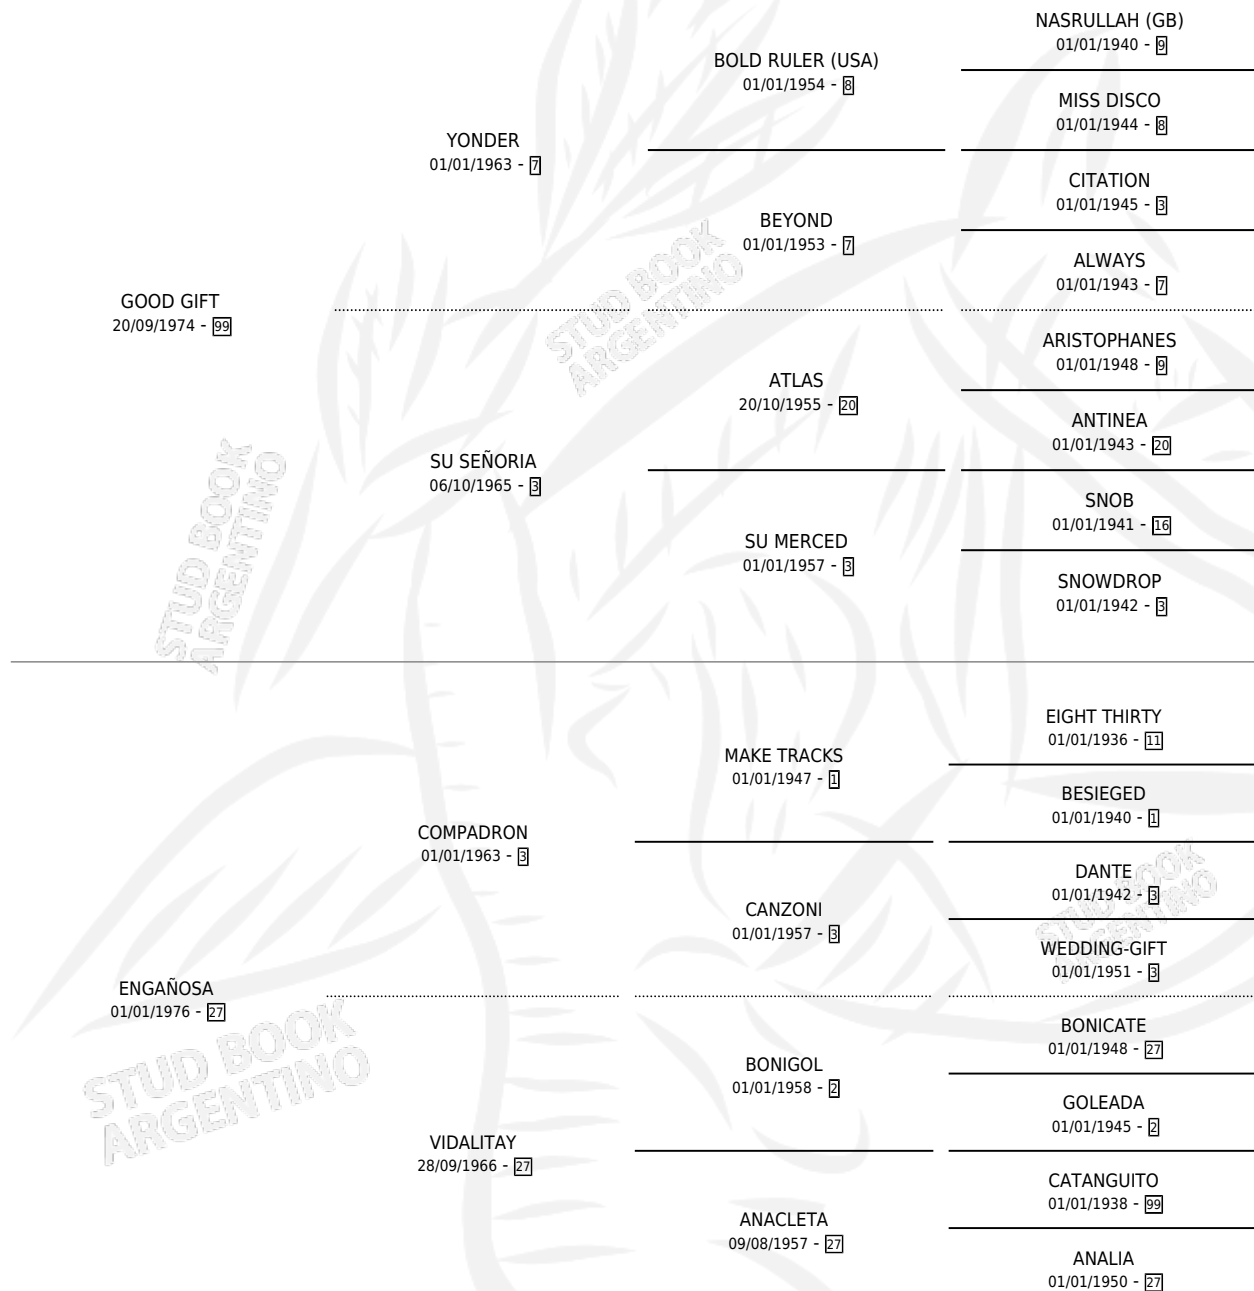 NASRULLAH (GB)
01/01/1940 - 9
BOLD RULER (USA)
01/01/1954 - 8
MISS DISCO
01/01/1944 - 8
YONDER
01/01/1963 - 7
CITATION
01/01/1945 - 3
BEYOND
01/01/1953 - 7
ALWAYS
01/01/1943 - 7
GOOD GIFT
20/09/1974 - 99
ARISTOPHANES
01/01/1948 - 9
ATLAS
20/10/1955 - 20
ANTINEA
01/01/1943 - 20
SU SEÑORIA
06/10/1965 - 3
SNOB
01/01/1941 - 16
SU MERCED
01/01/1957 - 3
SNOWDROP
01/01/1942 - 3
EIGHT THIRTY
01/01/1936 - 11
MAKE TRACKS
01/01/1947 - 1
BESIEGED
01/01/1940 - 1
COMPADRON
01/01/1963 - 3
DANTE
01/01/1942 - 3
CANZONI
01/01/1957 - 3
WEDDING-GIFT
01/01/1951 - 3
ENGAÑOSA
01/01/1976 - 27
BONICATE
01/01/1948 - 27
BONIGOL
01/01/1958 - 2
GOLEADA
01/01/1945 - 2
VIDALITAY
28/09/1966 - 27
CATANGUITO
01/01/1938 - 99
ANACLETA
09/08/1957 - 27
ANALIA
01/01/1950 - 27
STUD BOOK
ARGENTINO
STUD BOOK
ARGENTINO
STUD BOOK
ARGENTINO
STUD BOOK
ARGENTINO